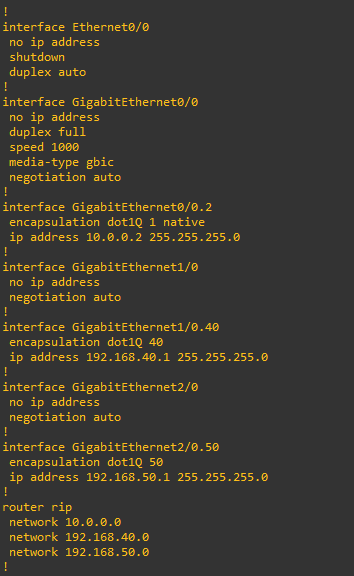 !
interface Ethernet0/0
 no ip address
 shutdown
 duplex auto
!
interface GigabitEthernet0/0
 no ip address
 duplex full
 speed 1000
 media-type gbic
 negotiation auto
!
interface GigabitEthernet0/0.2
 encapsulation dot1Q 1 native
 ip address 10.0.0.2 255.255.255.0
!
interface GigabitEthernet1/0
 no ip address
 negotiation auto
!
interface GigabitEthernet1/0.40
 encapsulation dot1Q 40
 ip address 192.168.40.1 255.255.255.0
!
interface GigabitEthernet2/0
 no ip address
 negotiation auto
!
interface GigabitEthernet2/0.50
 encapsulation dot1Q 50
 ip address 192.168.50.1 255.255.255.0
!
router rip
 network 10.0.0.0
 network 192.168.40.0
 network 192.168.50.0
!